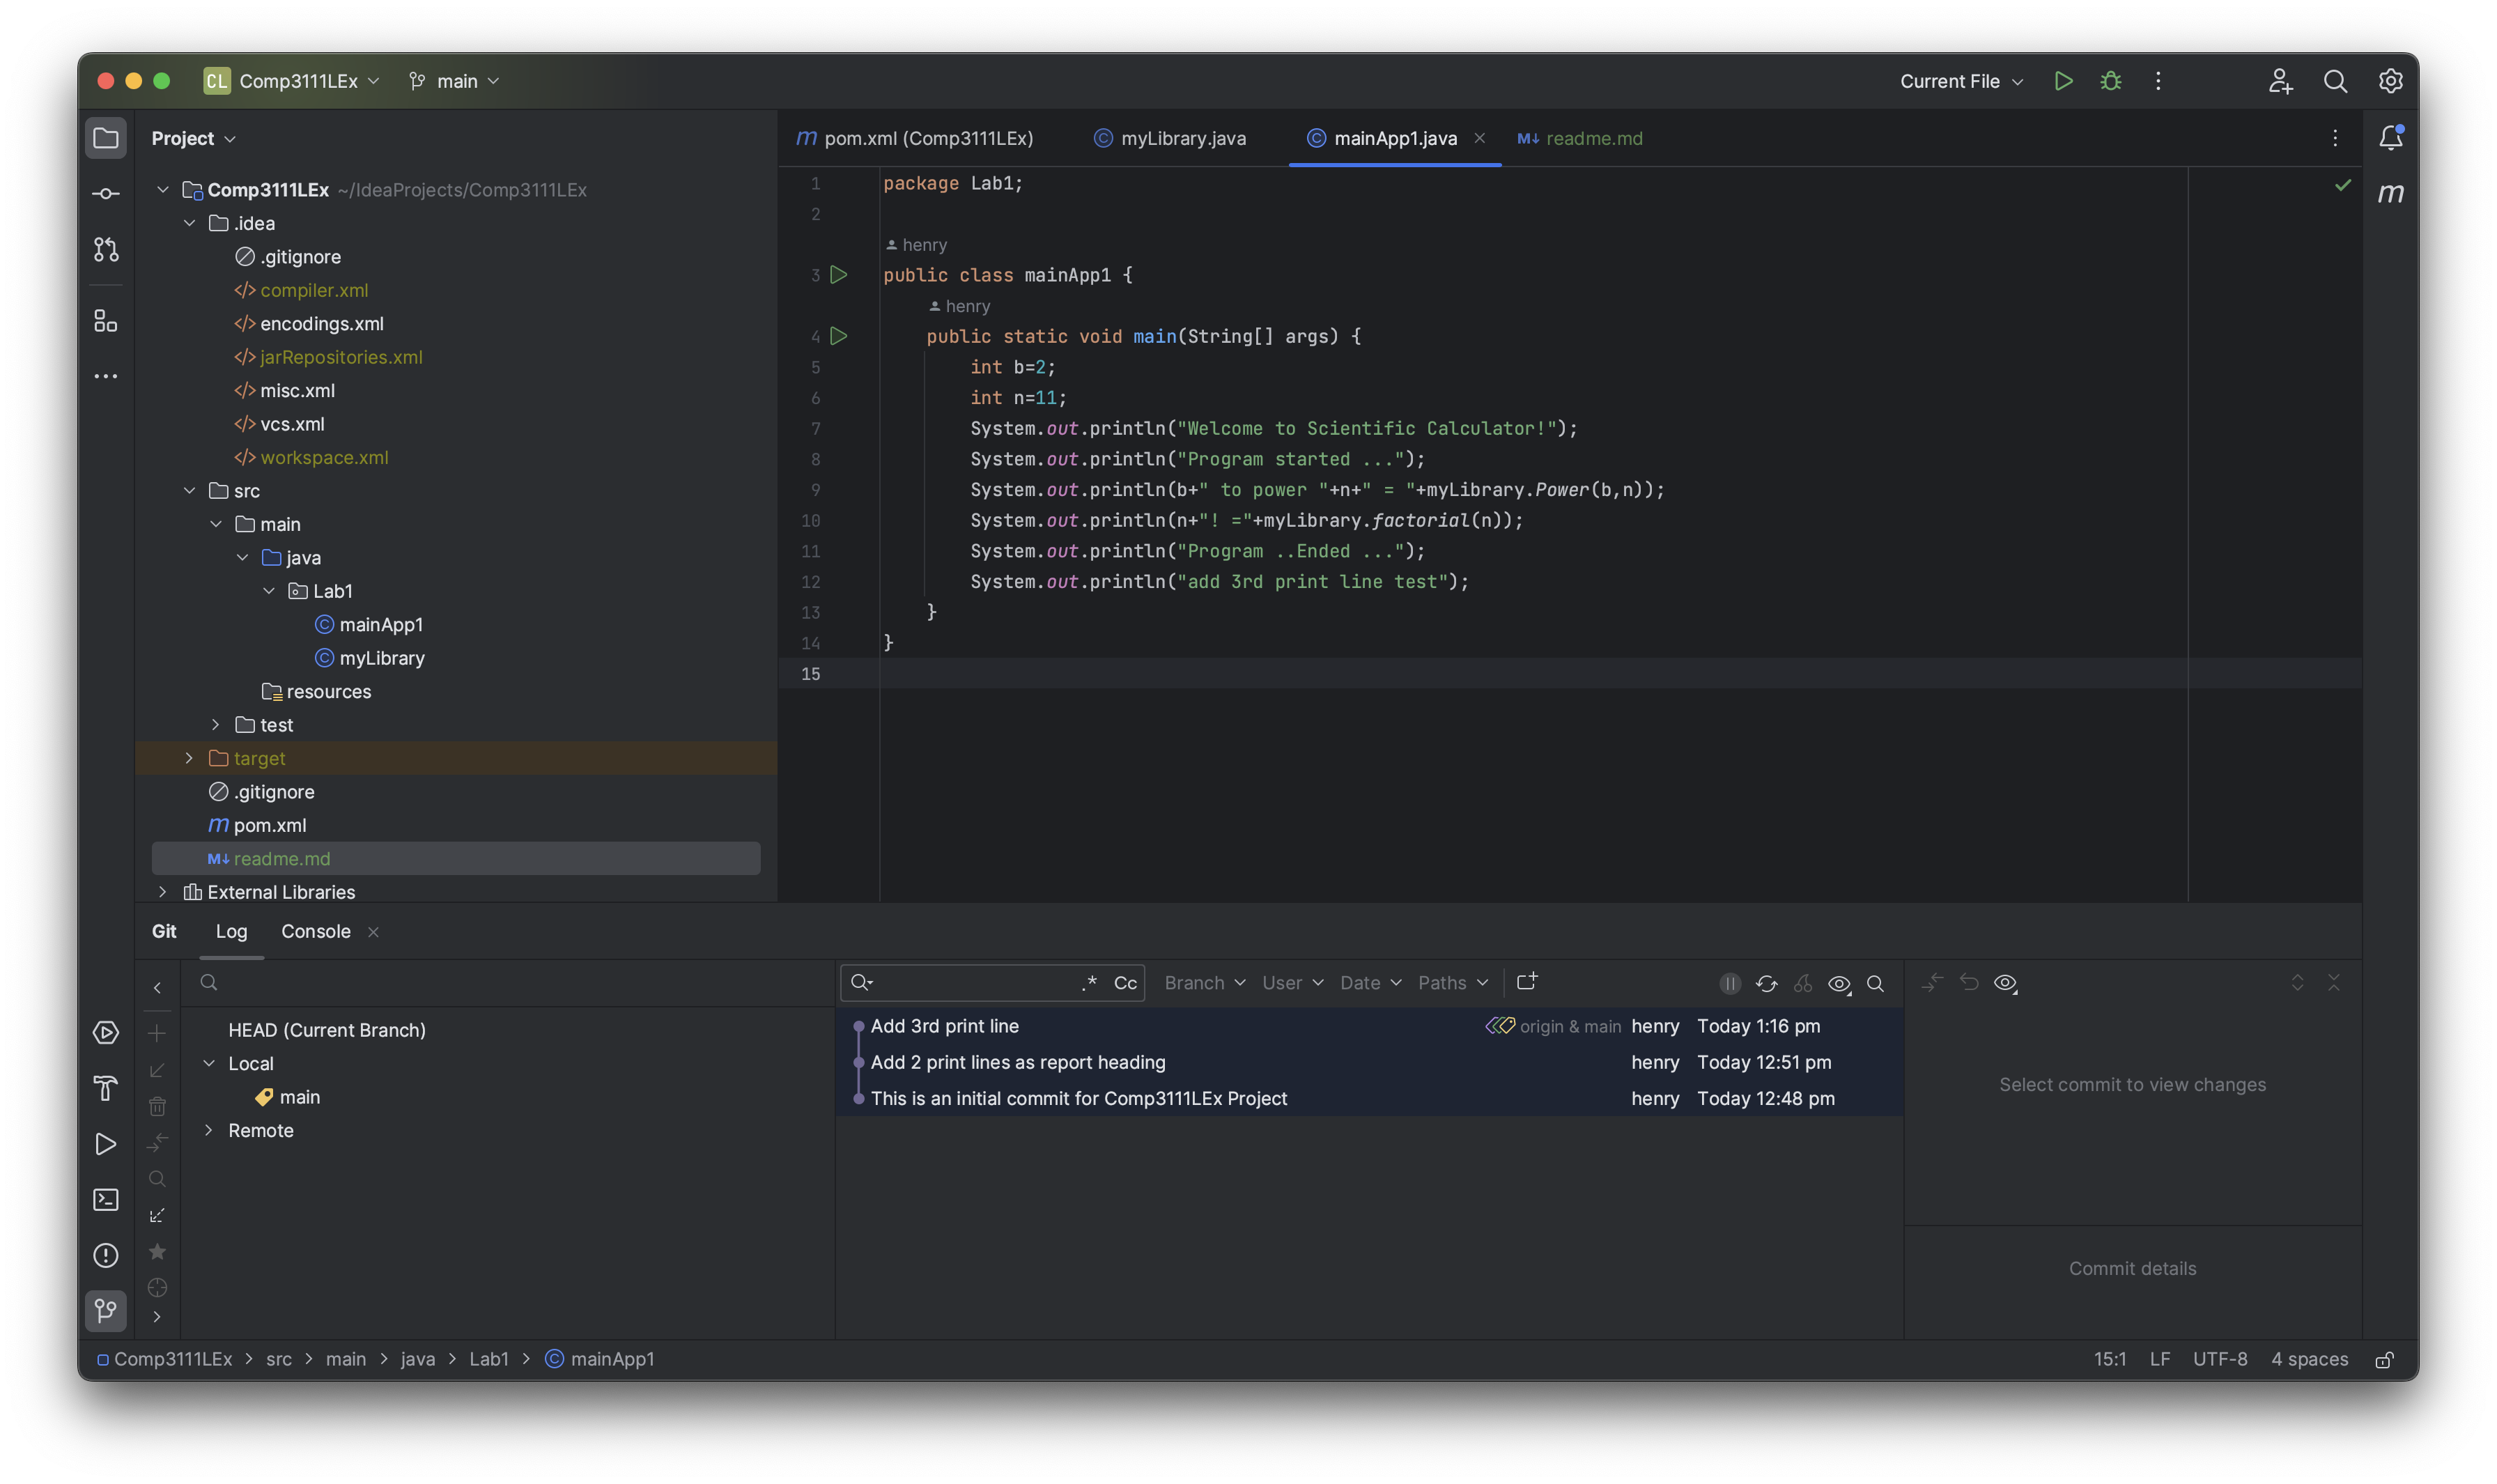 CL Comp3111LEx main Current File
Project
pom.xml (Comp3111LEx) myLibrary.java mainApp1.java readme.md
Comp3111LEx ~/IdeaProjects/Comp3111LEx
.idea
.gitignore
compiler.xml
encodings.xml
jarRepositories.xml
misc.xml
vcs.xml
workspace.xml
src
main
java
Lab1
mainApp1
myLibrary
resources
test
target
.gitignore
pom.xml
readme.md
External Libraries
1 package Lab1;
2
henry
3 public class mainApp1 {
henry
4 public static void main(String[] args) {
5 int b=2;
6 int n=11;
7 System.out.println("Welcome to Scientific Calculator!");
8 System.out.println("Program started ...");
9 System.out.println(b+" to power "+n+" = "+myLibrary.Power(b,n));
10 System.out.println(n+"! ="+myLibrary.factorial(n));
11 System.out.println("Program ..Ended ...");
12 System.out.println("add 3rd print line test");
13 }
14 }
15
Git Log Console
HEAD (Current Branch)
Local
main
Remote
.* Cc Branch User Date Paths
Add 3rd print line origin & main henry Today 1:16 pm
Add 2 print lines as report heading henry Today 12:51 pm
This is an initial commit for Comp3111LEx Project henry Today 12:48 pm
Select commit to view changes
Commit details
Comp3111LEx > src > main > java > Lab1 > mainApp1
15:1 LF UTF-8 4 spaces